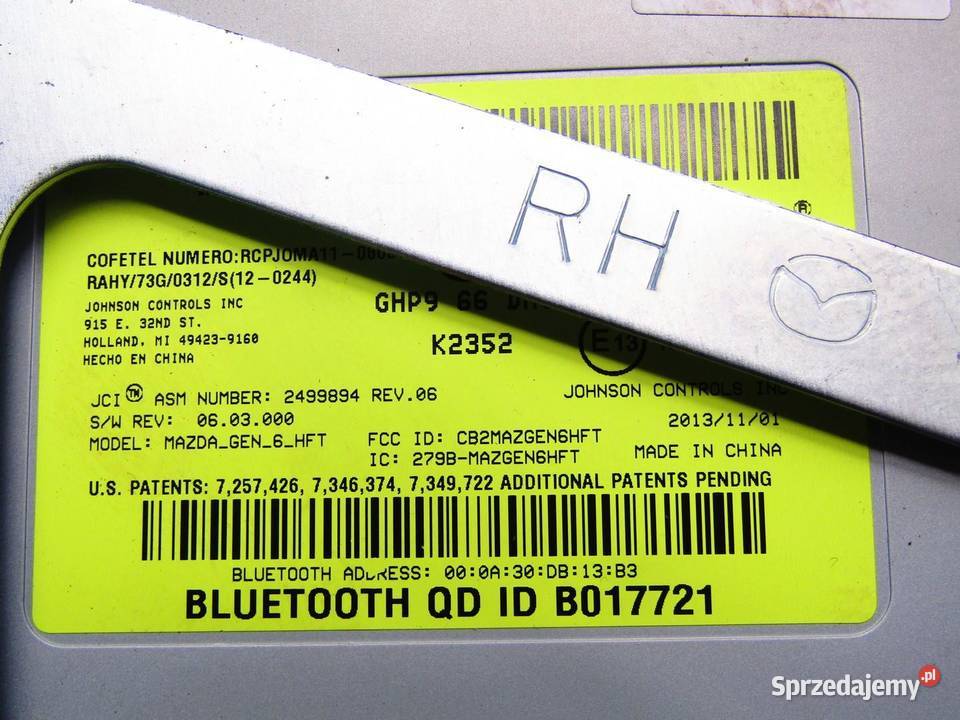 RH
®
COFETEL NUMERO:RCPJOMA11-
RAHY/73G/0312/S(12-0244)
JOHNSON CONTROLS INC
915 E. 32ND ST.
HOLLAND, MI 49423-9160
HECHO EN CHINA
GHP9 66
K2352
E13
JCI™ ASM NUMBER: 2499894 REV.06
JOHNSON CONTROLS INC
S/W REV: 06.03.000
2013/11/01
MODEL: MAZDA_GEN_6_HFT
FCC ID: CB2MAZGEN6HFT
IC: 279B-MAZGEN6HFT
MADE IN CHINA
U.S. PATENTS: 7,257,426, 7,346,374, 7,349,722 ADDITIONAL PATENTS PENDING
BLUETOOTH ADDRESS: 00:0A:30:DB:13:B3
BLUETOOTH QD ID B017721
Sprzedajemy.pl